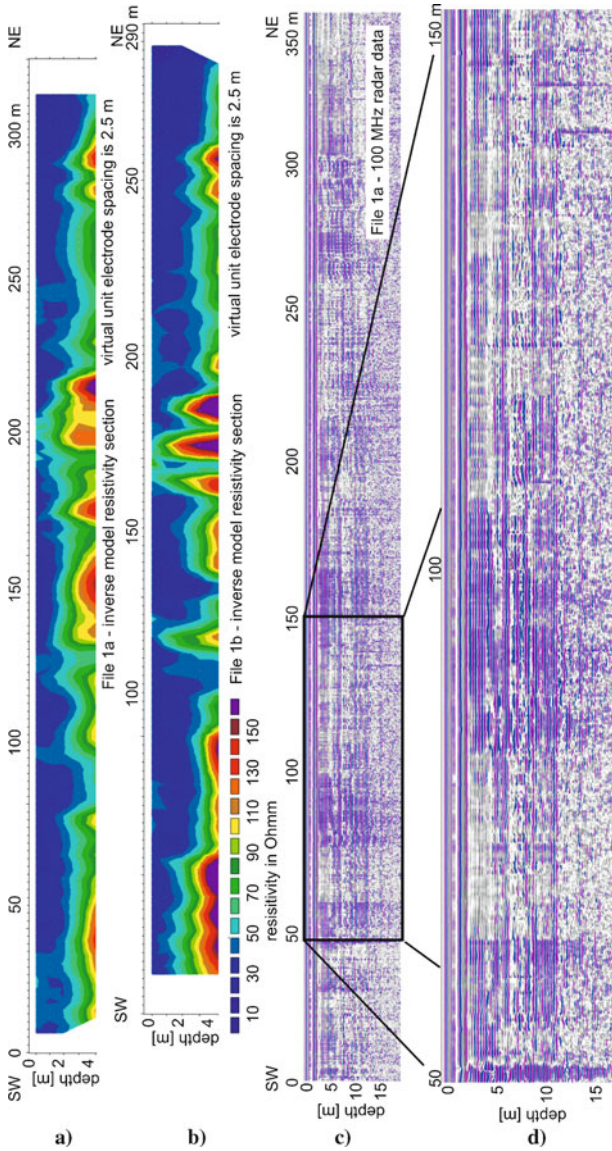 a)
SW
NE
0
50
100
150
200
250
300 m
0
2
4
depth [m]
File 1a - inverse model resistivity section
virtual unit electrode spacing is 2.5 m
b)
SW
NE
100
150
200
250
290 m
0
2
4
depth [m]
10 30 50 70 90 110 130 150
resisitivity in Ohmm
File 1b - inverse model resistivity section
virtual unit electrode spacing is 2.5 m
c)
SW
NE
0
50
100
150
200
250
300
350 m
0
5
10
15
depth [m]
File 1a - 100 MHz radar data
d)
50
100
150 m
0
5
10
15
depth [m]